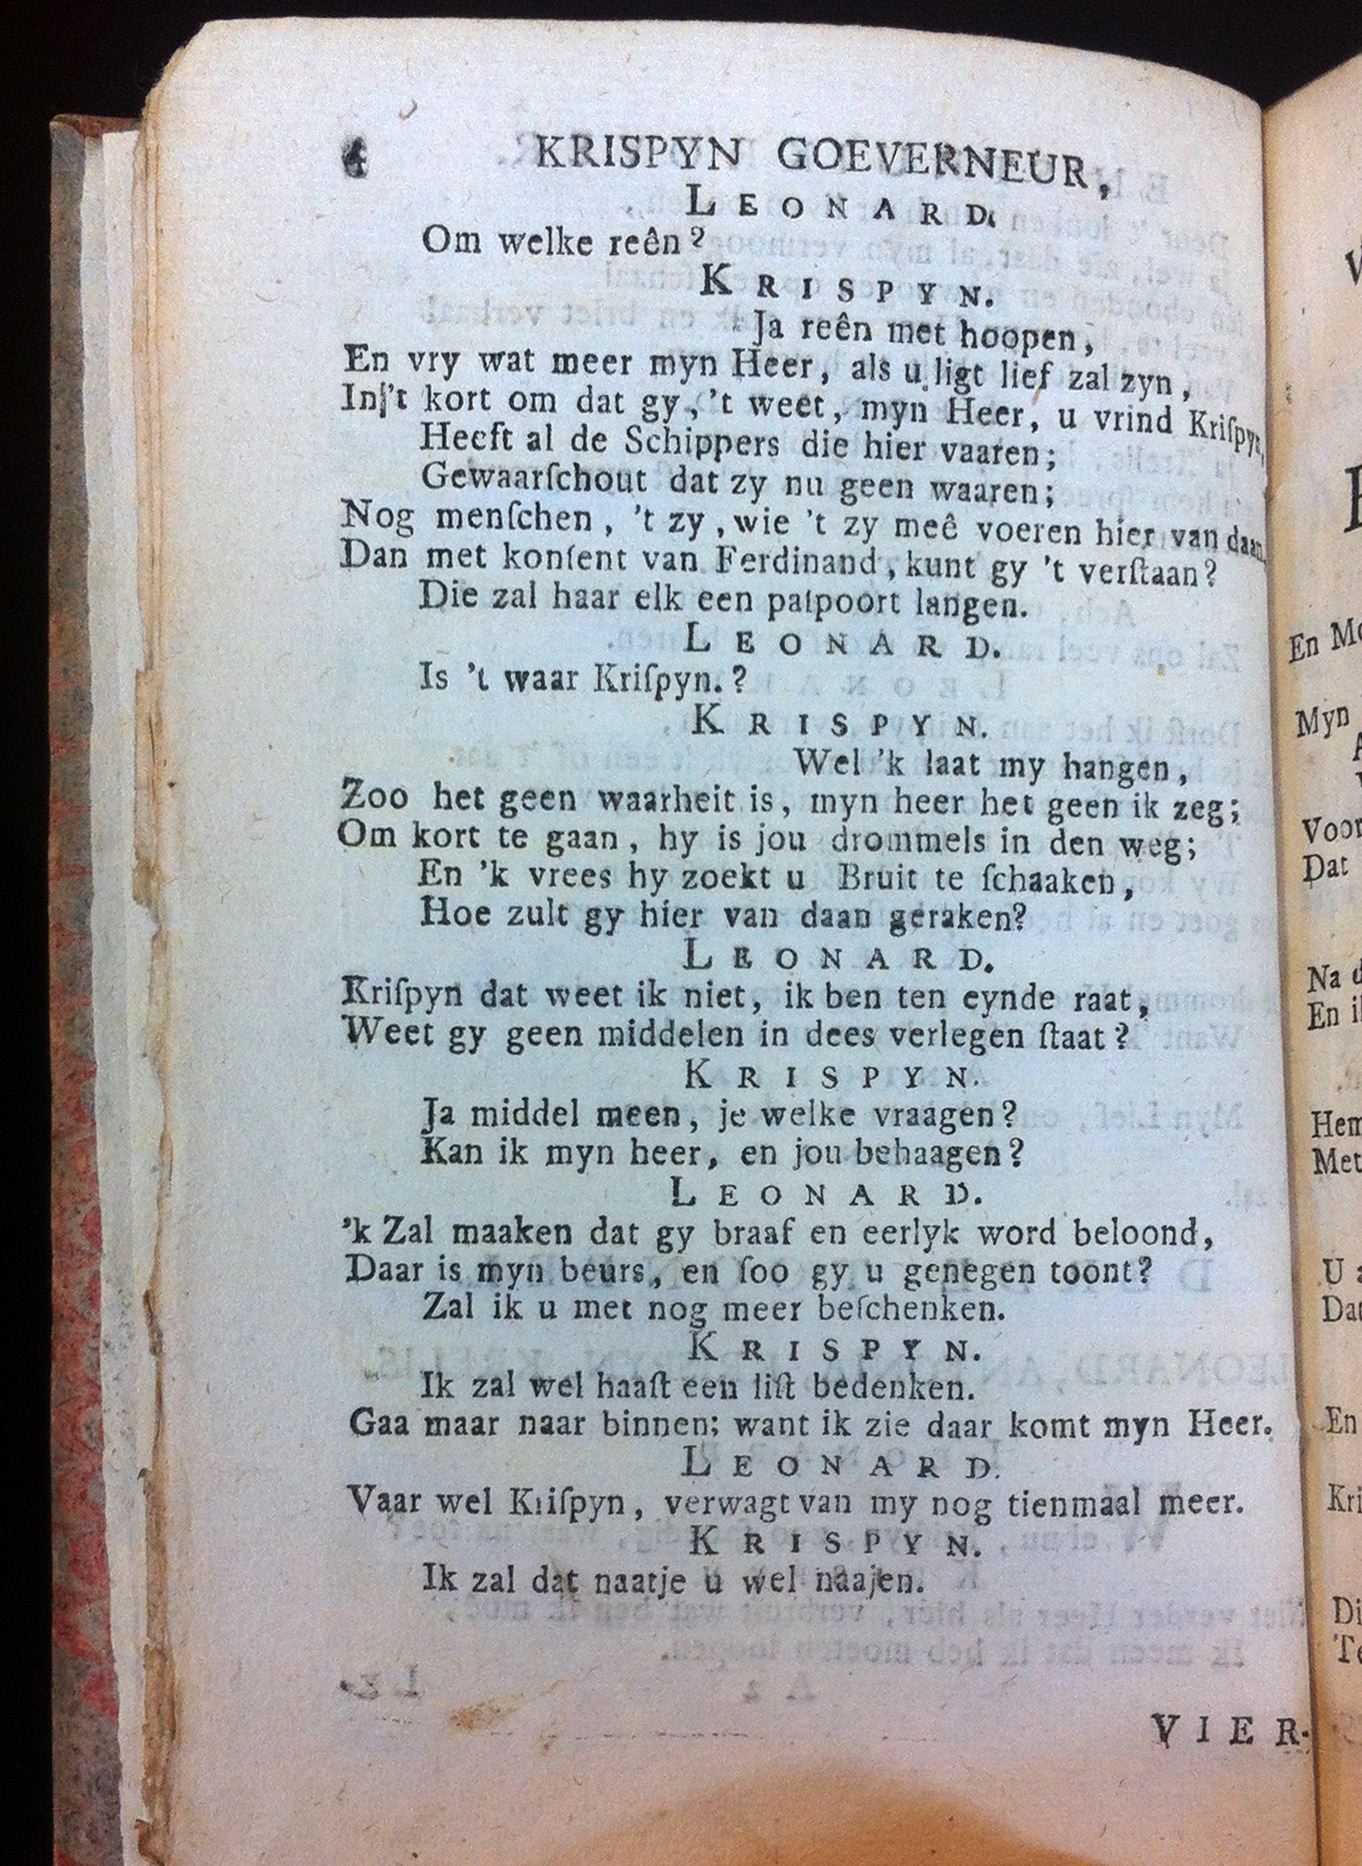 4 KRISPYN GOEVERNEUR,
LEONARD.
Om welke reên?
KRISPYN.
Ja reên met hoopen,
En vry wat meer myn Heer, als u ligt lief zal zyn,
In 't kort om dat gy, 't weet, myn Heer, u vrind Kriſpyn,
Heeft al de Schippers die hier vaaren;
Gewaarſchout dat zy nu geen waaren;
Nog menſchen, 't zy, wie 't zy meê voeren hier van daan,
Dan met konſent van Ferdinand, kunt gy 't verſtaan?
Die zal haar elk een paſpoort langen.
LEONARD.
Is 't waar Kriſpyn.?
KRISPYN.
Wel 'k laat my hangen,
Zoo het geen waarheit is, myn heer het geen ik zeg;
Om kort te gaan, hy is jou drommels in den weg;
En 'k vrees hy zoekt u Bruit te ſchaaken,
Hoe zult gy hier van daan geraken?
LEONARD.
Kriſpyn dat weet ik niet, ik ben ten eynde raat,
Weet gy geen middelen in dees verlegen ſtaat?
KRISPYN.
Ja middel meen, je welke vraagen?
Kan ik myn heer, en jou behaagen?
LEONARD.
'k Zal maaken dat gy braaf en eerlyk word beloond,
Daar is myn beurs, en ſoo gy u genegen toont?
Zal ik u met nog meer beſchenken.
KRISPYN.
Ik zal wel haaſt een liſt bedenken.
Gaa maar naar binnen; want ik zie daar komt myn Heer.
LEONARD.
Vaar wel Kriſpyn, verwagt van my nog tienmaal meer.
KRISPYN.
Ik zal dat naatje u wel naajen.
VIER-
En
Myn
Voor
Dat
Na
En
Met
U
En